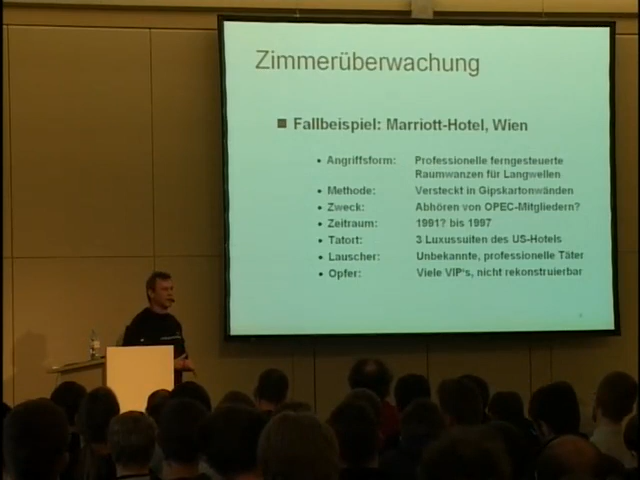 Zimmerüberwachung
■ Fallbeispiel: Marriott-Hotel, Wien
• Angriffsform: Professionelle ferngesteuerte
Raumwanzen für Langwellen
• Methode: Versteckt in Gipskartonwänden
• Zweck: Abhören von OPEC-Mitgliedern?
• Zeitraum: 1991? bis 1997
• Tatort: 3 Luxussuiten des US-Hotels
• Lauscher: Unbekannte, professionelle Täter
• Opfer: Viele VIP's, nicht rekonstruierbar